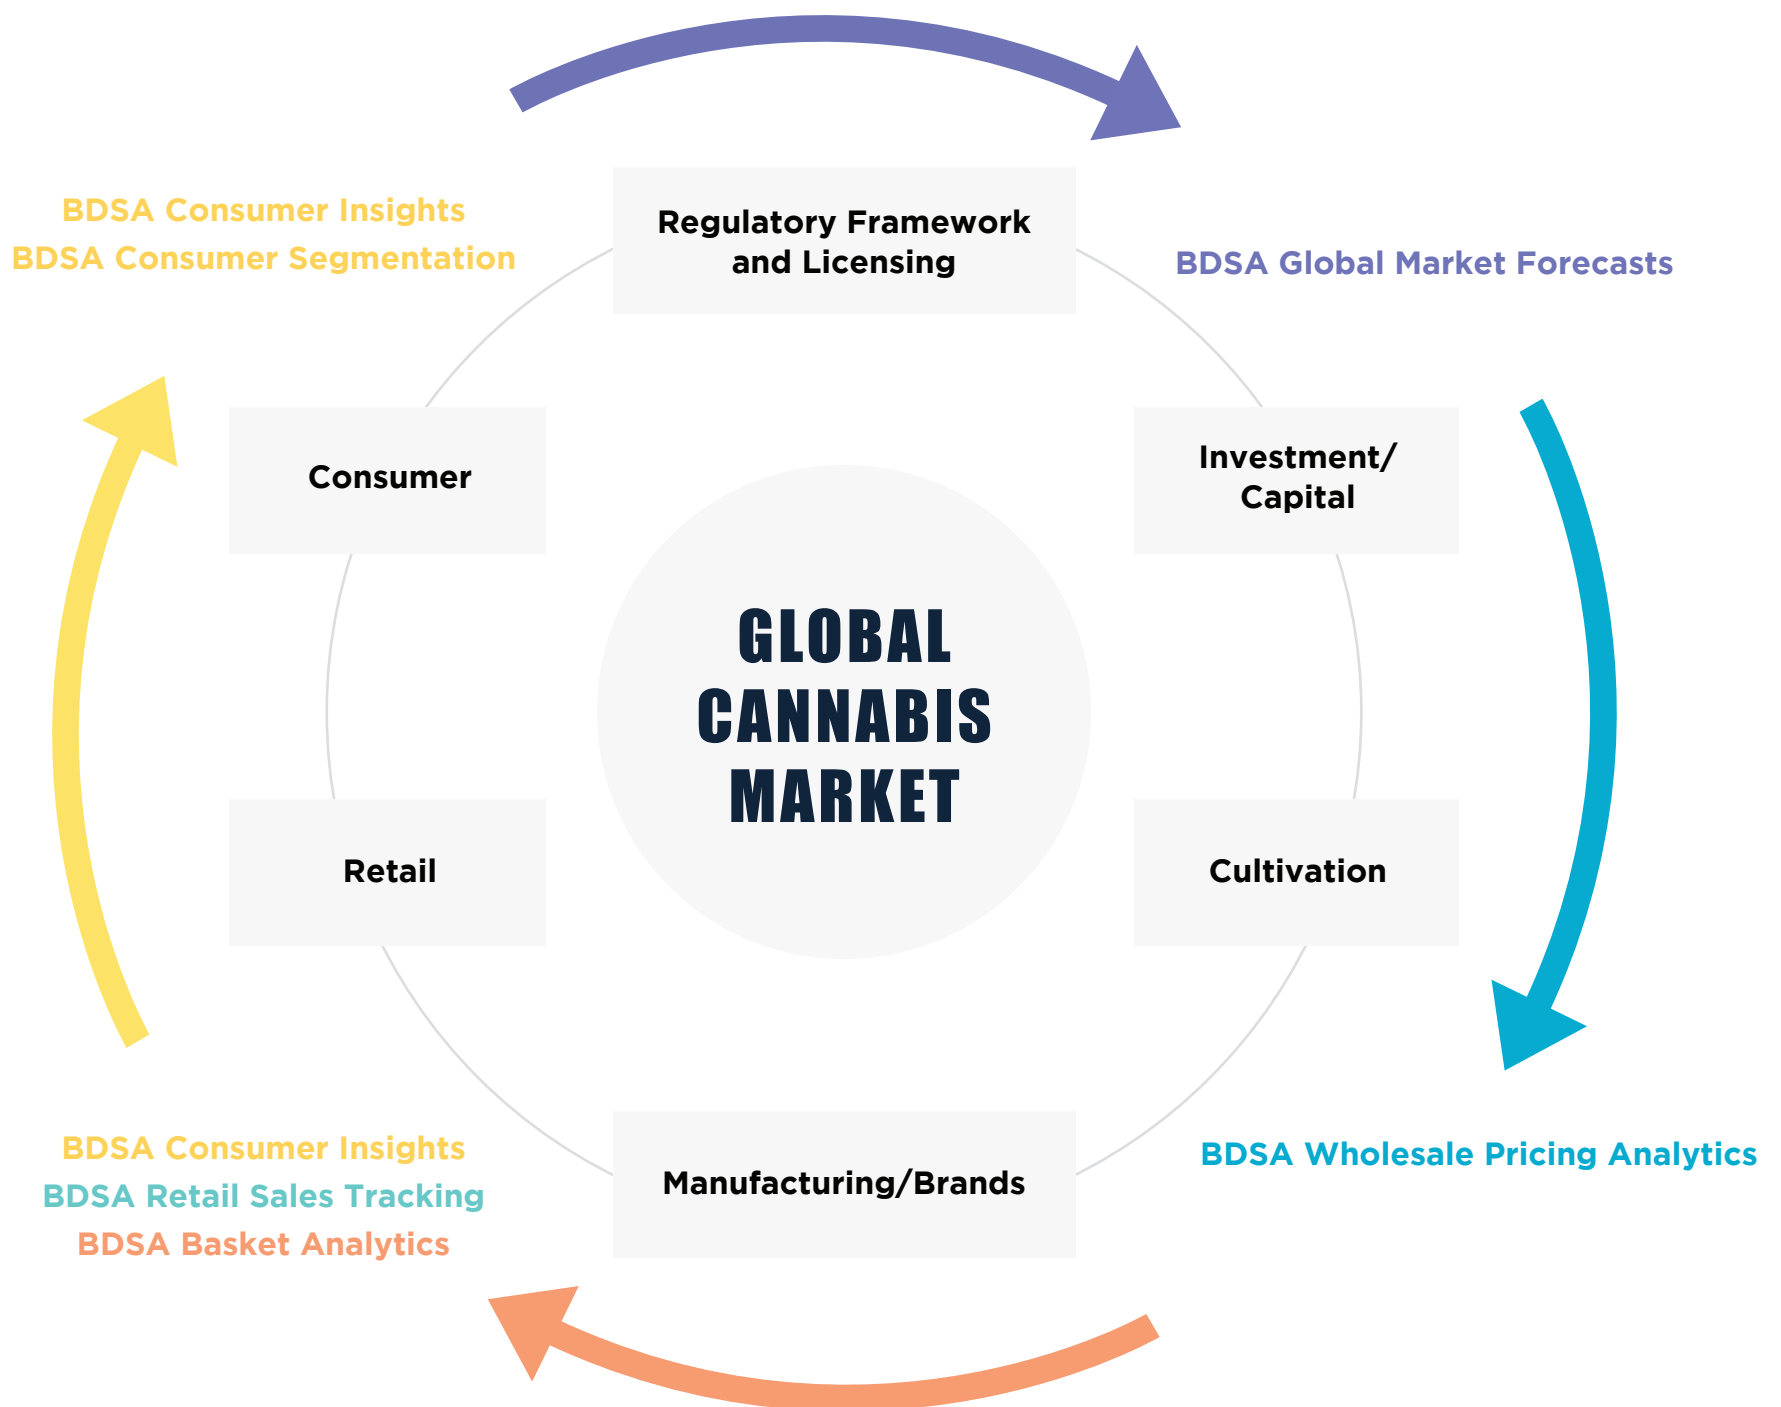 BDSA Consumer Insights
BDSA Consumer Segmentation
Regulatory Framework
and Licensing
BDSA Global Market Forecasts
Consumer
Investment/
Capital
GLOBAL
CANNABIS
MARKET
Retail
Cultivation
BDSA Consumer Insights
BDSA Retail Sales Tracking
BDSA Basket Analytics
Manufacturing/Brands
BDSA Wholesale Pricing Analytics